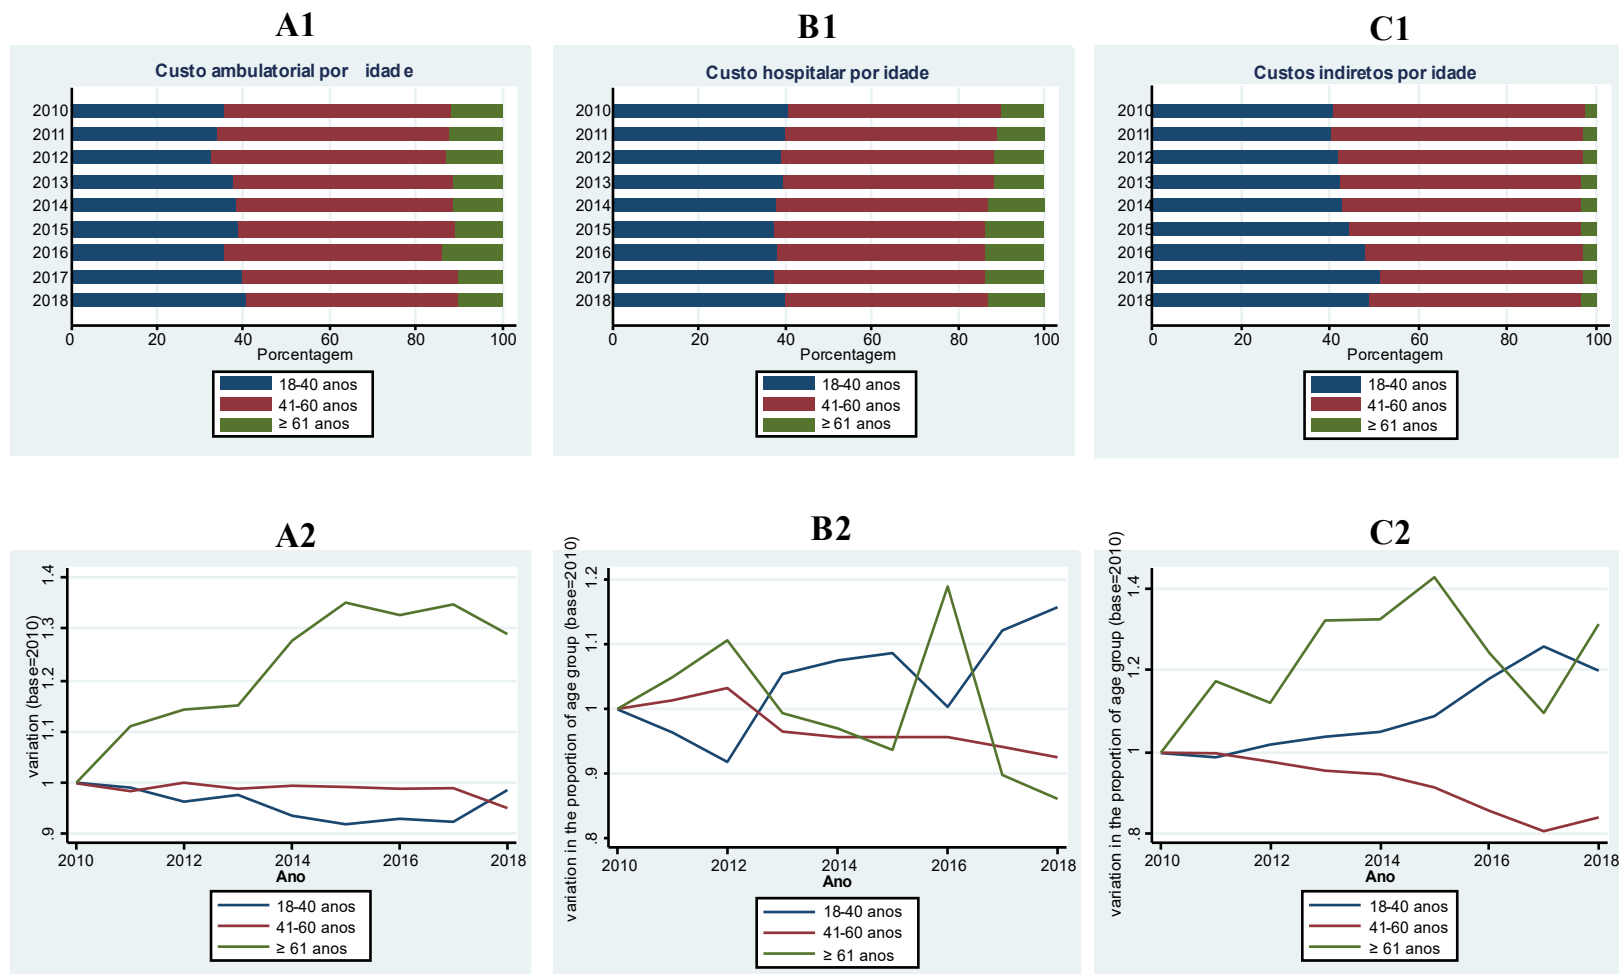 A1
Custo ambulatorial por idade
2010
2011
2012
2013
2014
2015
2016
2017
2018
0 20 40 60 80 100
Porcentagem
18-40 anos
41-60 anos
≥ 61 anos
B1
Custo hospitalar por idade
2010
2011
2012
2013
2014
2015
2016
2017
2018
0 20 40 60 80 100
Porcentagem
18-40 anos
41-60 anos
≥ 61 anos
C1
Custos indiretos por idade
2010
2011
2012
2013
2014
2015
2016
2017
2018
0 20 40 60 80 100
Porcentagem
18-40 anos
41-60 anos
≥ 61 anos
A2
variation (base=2010)
1.4
1.3
1.2
1.1
1
.9
2010 2012 2014 2016 2018
Ano
18-40 anos
41-60 anos
≥ 61 anos
B2
variation in the proportion of age group (base=2010)
1.2
1.1
1
.9
.8
2010 2012 2014 2016 2018
Ano
18-40 anos
41-60 anos
≥ 61 anos
C2
variation in the proportion of age group (base=2010)
1.4
1.2
1
.8
2010 2012 2014 2016 2018
Ano
18-40 anos
41-60 anos
≥ 61 anos